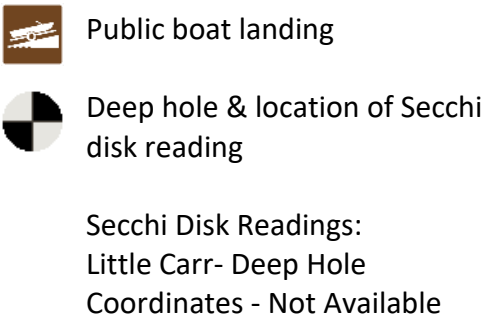 Public boat landing
Deep hole & location of Secchi
disk reading
Secchi Disk Readings:
Little Carr- Deep Hole
Coordinates - Not Available